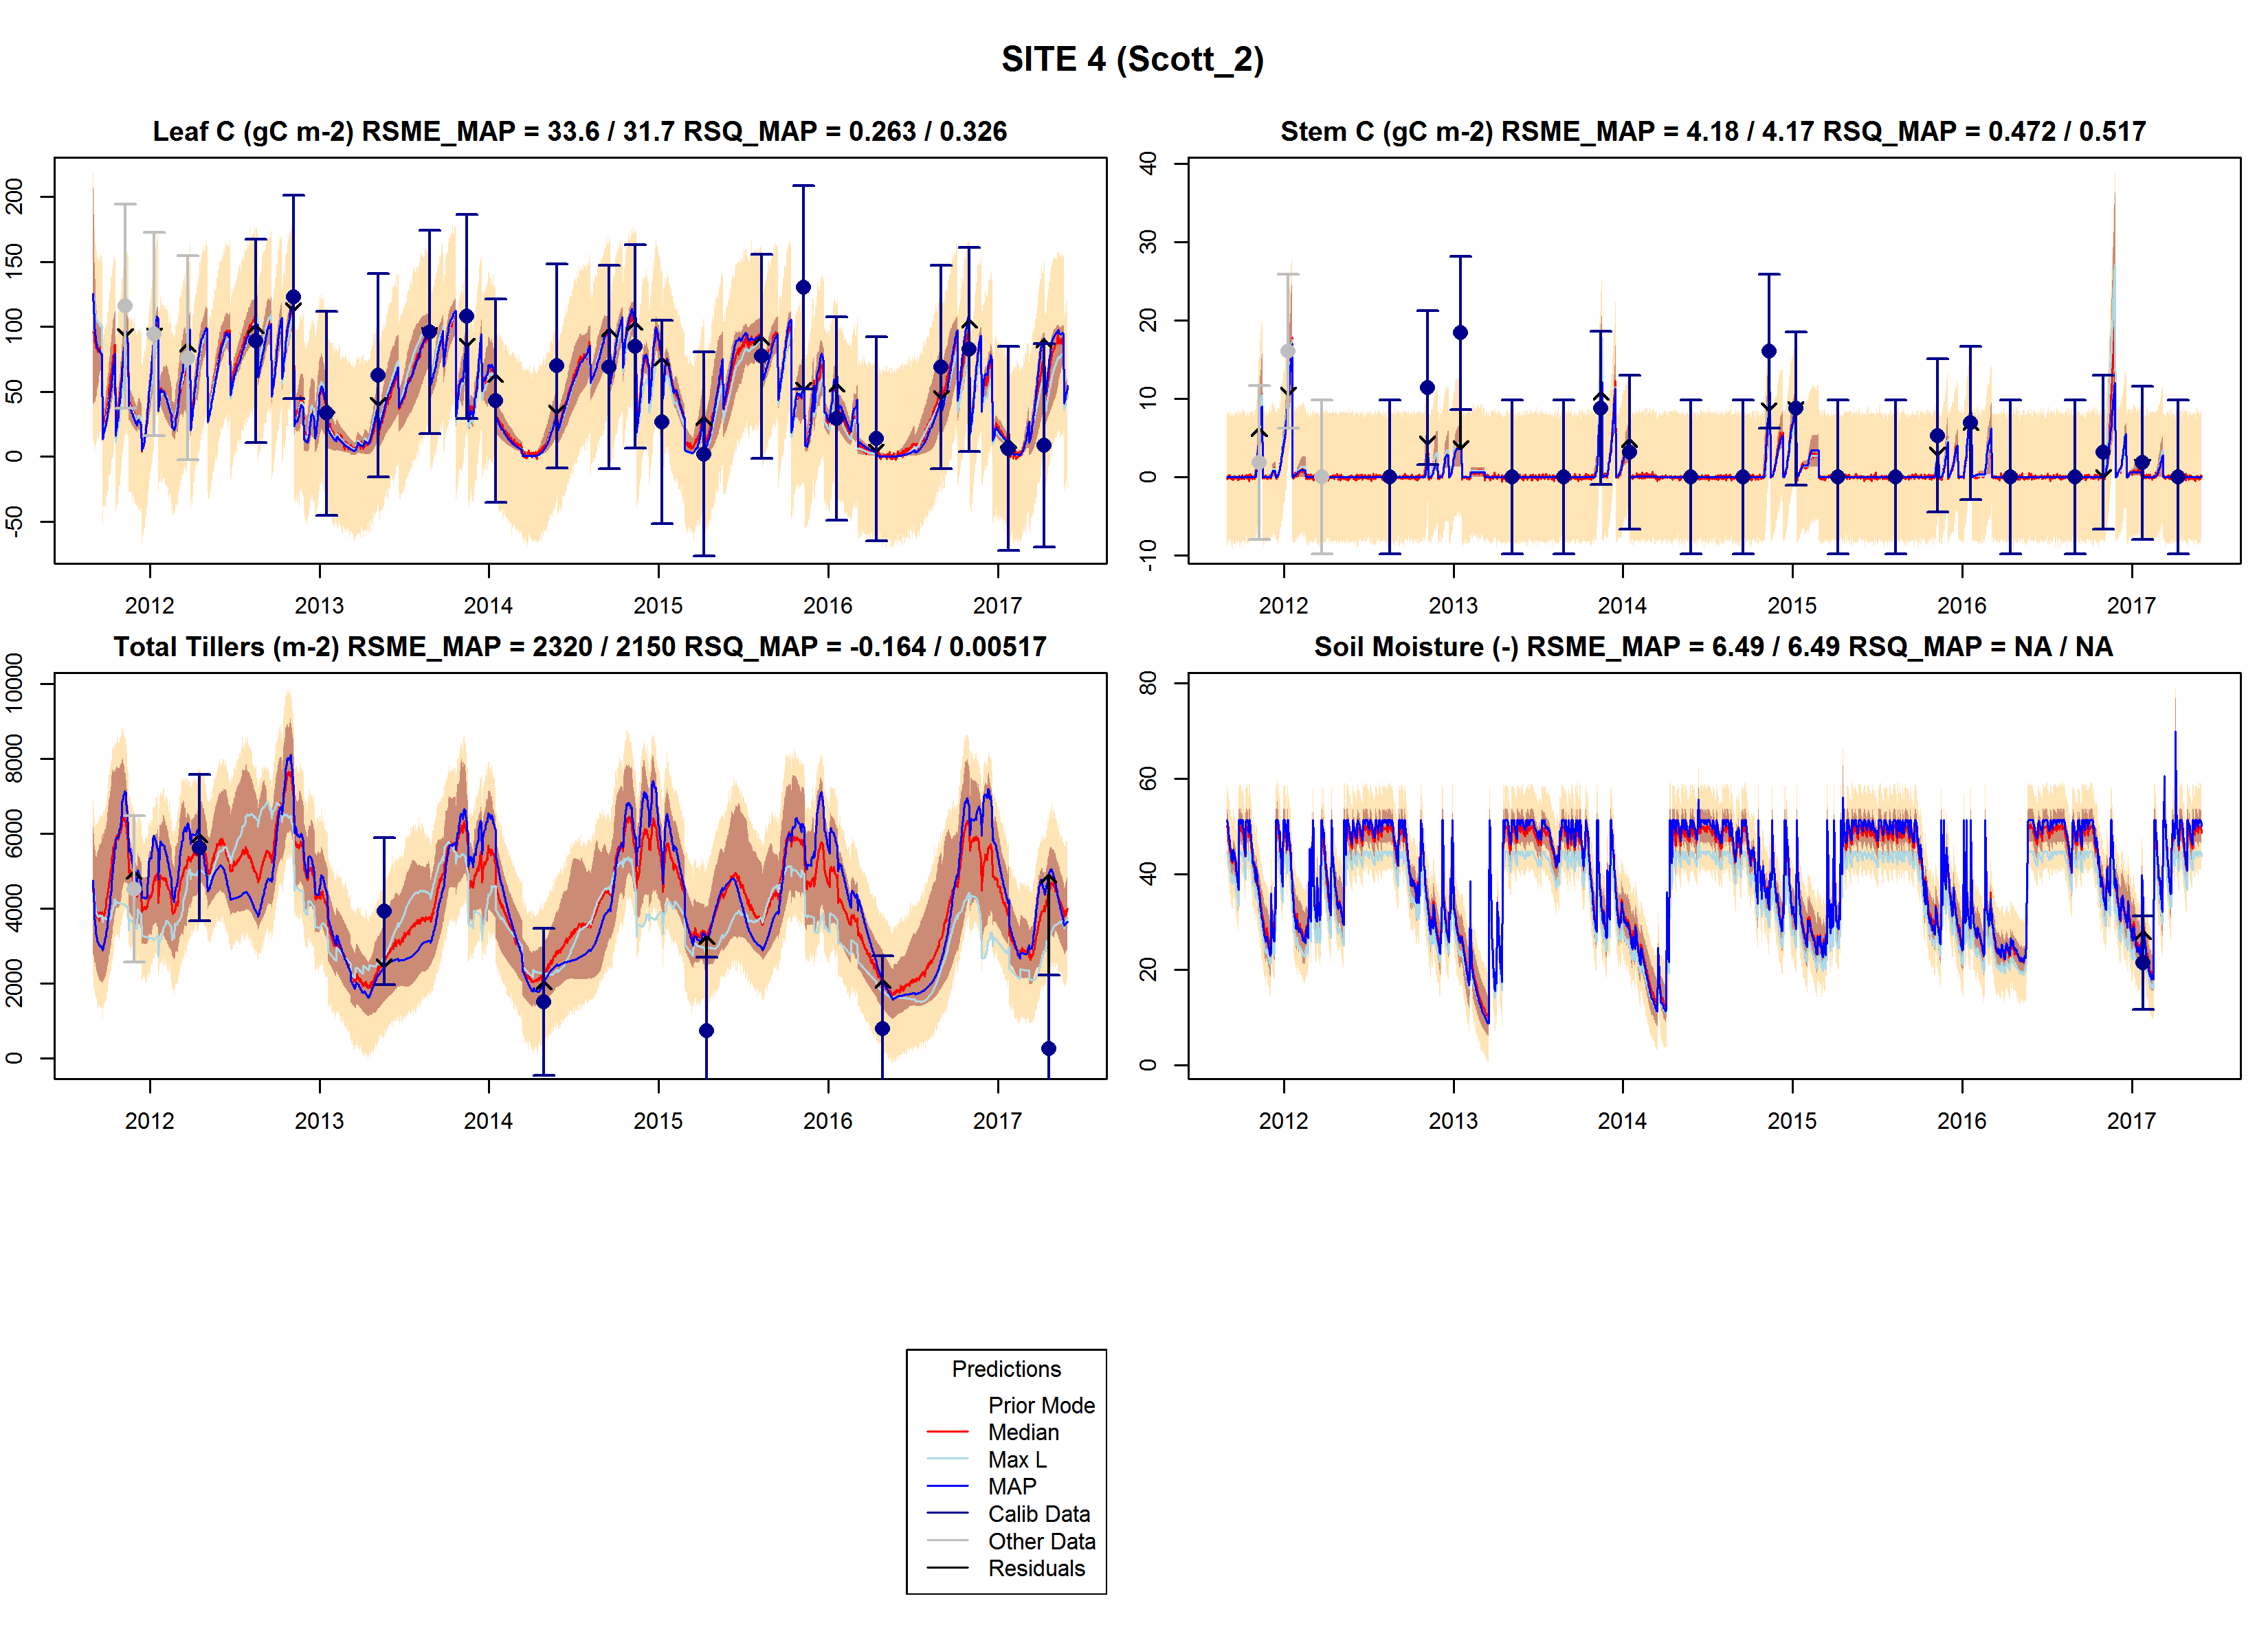 SITE 4 (Scott_2)
Leaf C (gC m-2) RSME_MAP = 33.6 / 31.7 RSQ_MAP = 0.263 / 0.326
200
150
100
50
0
-50
2012 2013 2014 2015 2016 2017
Stem C (gC m-2) RSME_MAP = 4.18 / 4.17 RSQ_MAP = 0.472 / 0.517
40
30
20
10
0
-10
2012 2013 2014 2015 2016 2017
Total Tillers (m-2) RSME_MAP = 2320 / 2150 RSQ_MAP = -0.164 / 0.00517
10000
8000
6000
4000
2000
0
2012 2013 2014 2015 2016 2017
Soil Moisture (-) RSME_MAP = 6.49 / 6.49 RSQ_MAP = NA / NA
80
60
40
20
0
2012 2013 2014 2015 2016 2017
Predictions
Prior Mode
Median
Max L
MAP
Calib Data
Other Data
Residuals